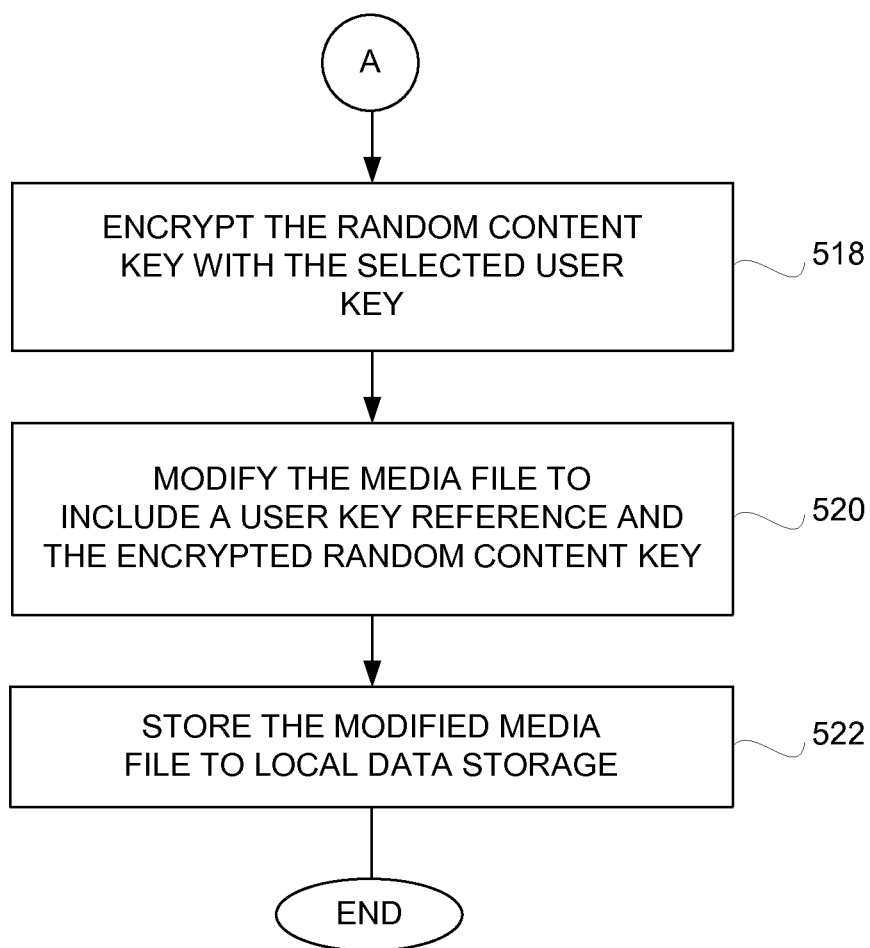 A
ENCRYPT THE RANDOM CONTENT
KEY WITH THE SELECTED USER
KEY
518
MODIFY THE MEDIA FILE TO
INCLUDE A USER KEY REFERENCE AND
THE ENCRYPTED RANDOM CONTENT KEY
520
STORE THE MODIFIED MEDIA
FILE TO LOCAL DATA STORAGE
522
END